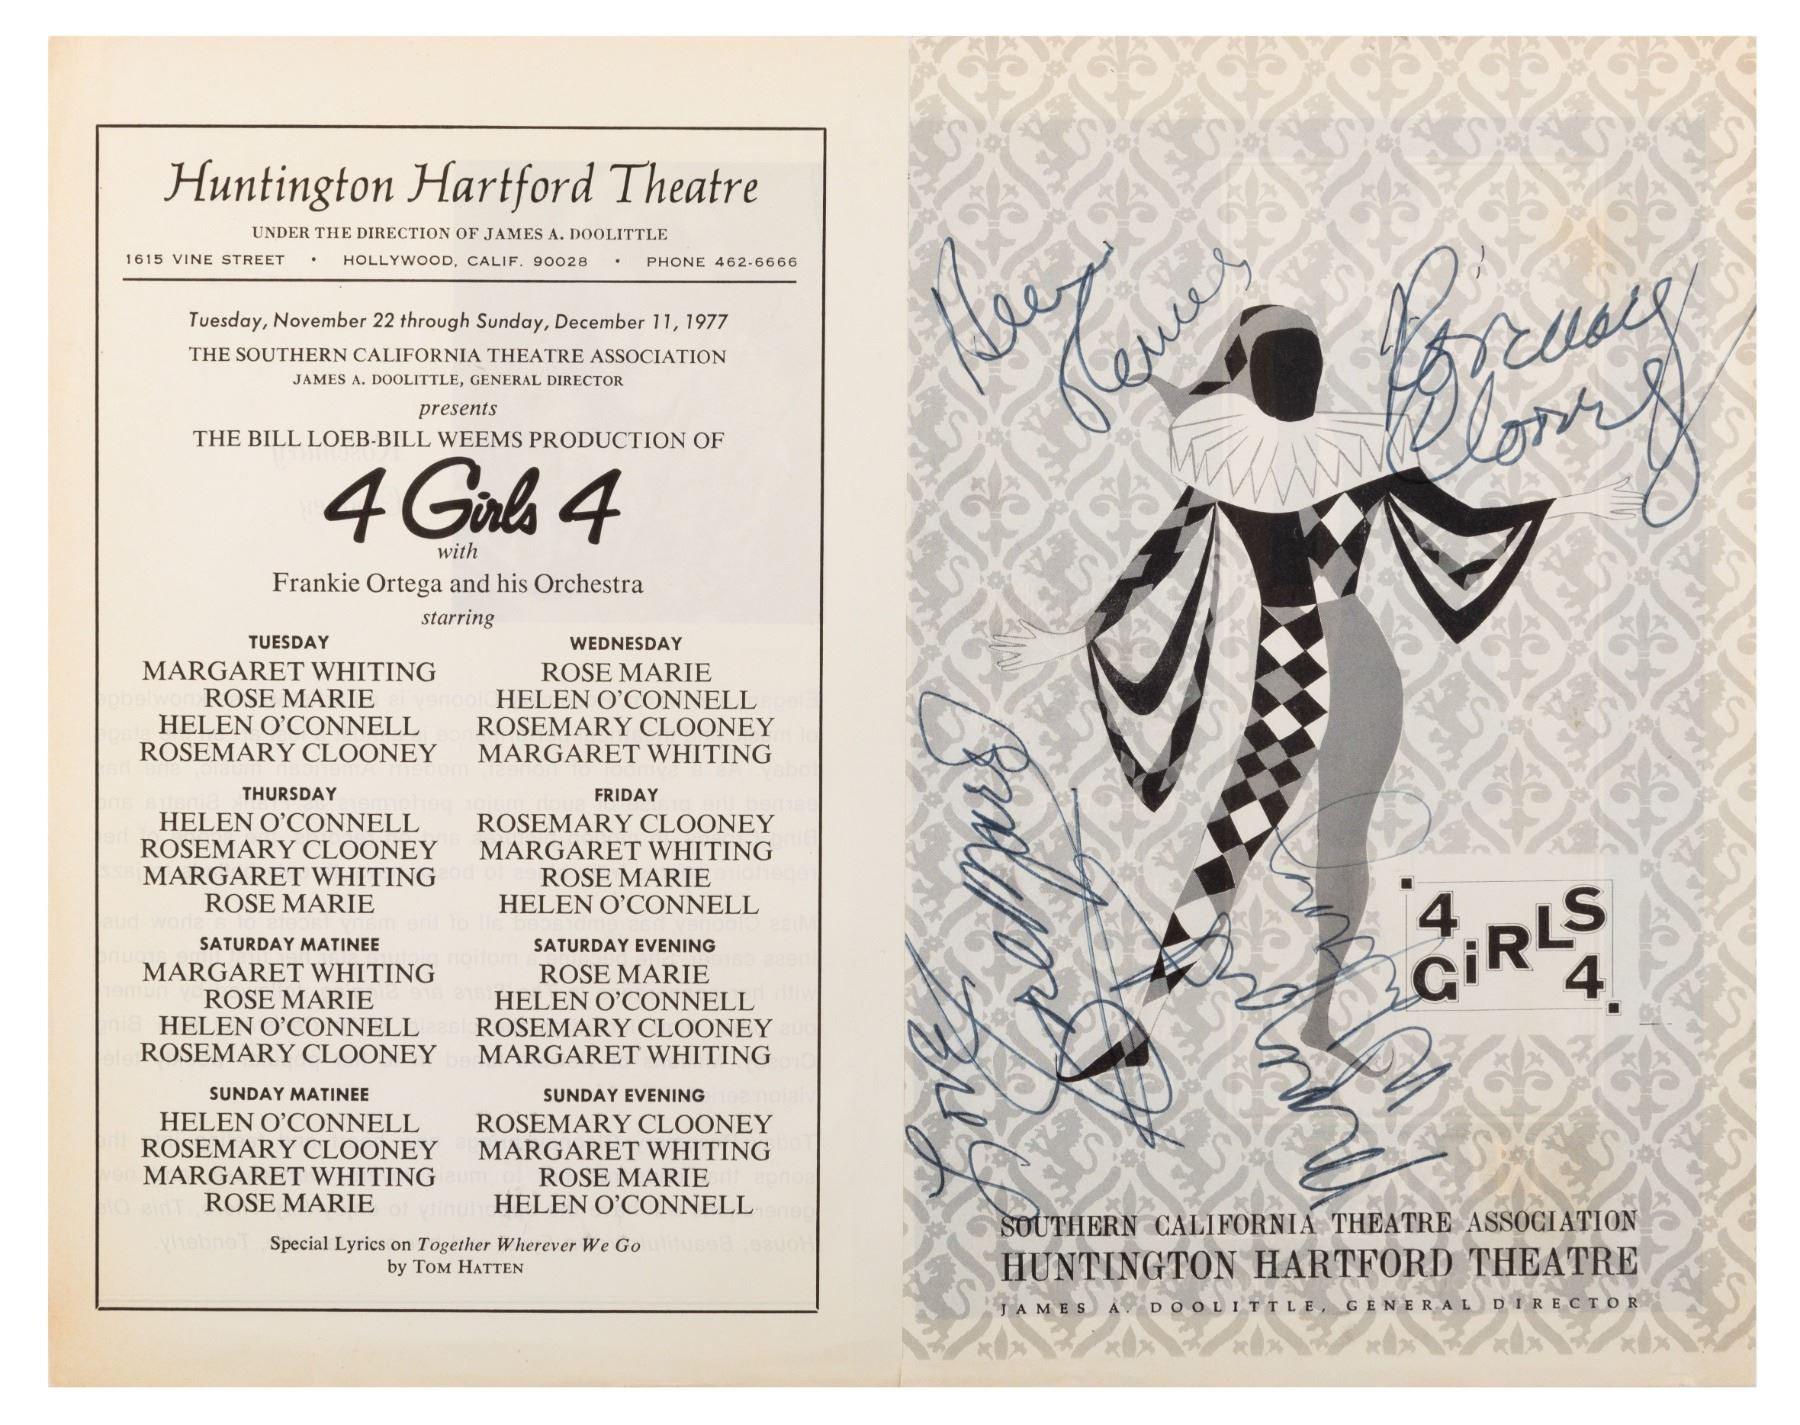 Huntington Hartford Theatre
UNDER THE DIRECTION OF JAMES A. DOOLITTLE
1615 VINE STREET • HOLLYWOOD, CALIF. 90028 • PHONE 462-6666
Tuesday, November 22 through Sunday, December 11, 1977
THE SOUTHERN CALIFORNIA THEATRE ASSOCIATION
JAMES A. DOOLITTLE, GENERAL DIRECTOR
presents
THE BILL LOEB-BILL WEEMS PRODUCTION OF
4 Girls 4
with
Frankie Ortega and his Orchestra
starring
TUESDAY
MARGARET WHITING
ROSE MARIE
HELEN O'CONNELL
ROSEMARY CLOONEY
WEDNESDAY
ROSE MARIE
HELEN O'CONNELL
ROSEMARY CLOONEY
MARGARET WHITING
THURSDAY
HELEN O'CONNELL
ROSEMARY CLOONEY
MARGARET WHITING
ROSE MARIE
FRIDAY
ROSEMARY CLOONEY
MARGARET WHITING
ROSE MARIE
HELEN O'CONNELL
SATURDAY MATINEE
MARGARET WHITING
ROSE MARIE
HELEN O'CONNELL
ROSEMARY CLOONEY
SATURDAY EVENING
ROSE MARIE
HELEN O'CONNELL
ROSEMARY CLOONEY
MARGARET WHITING
SUNDAY MATINEE
HELEN O'CONNELL
ROSEMARY CLOONEY
MARGARET WHITING
ROSE MARIE
SUNDAY EVENING
ROSEMARY CLOONEY
MARGARET WHITING
ROSE MARIE
HELEN O'CONNELL
Special Lyrics on Together Wherever We Go
by TOM HATTEN
Rosemary
Clooney
Love
Rose Marie
4
GiRLS
4
SOUTHERN CALIFORNIA THEATRE ASSOCIATION
HUNTINGTON HARTFORD THEATRE
JAMES A. DOOLITTLE, GENERAL DIRECTOR